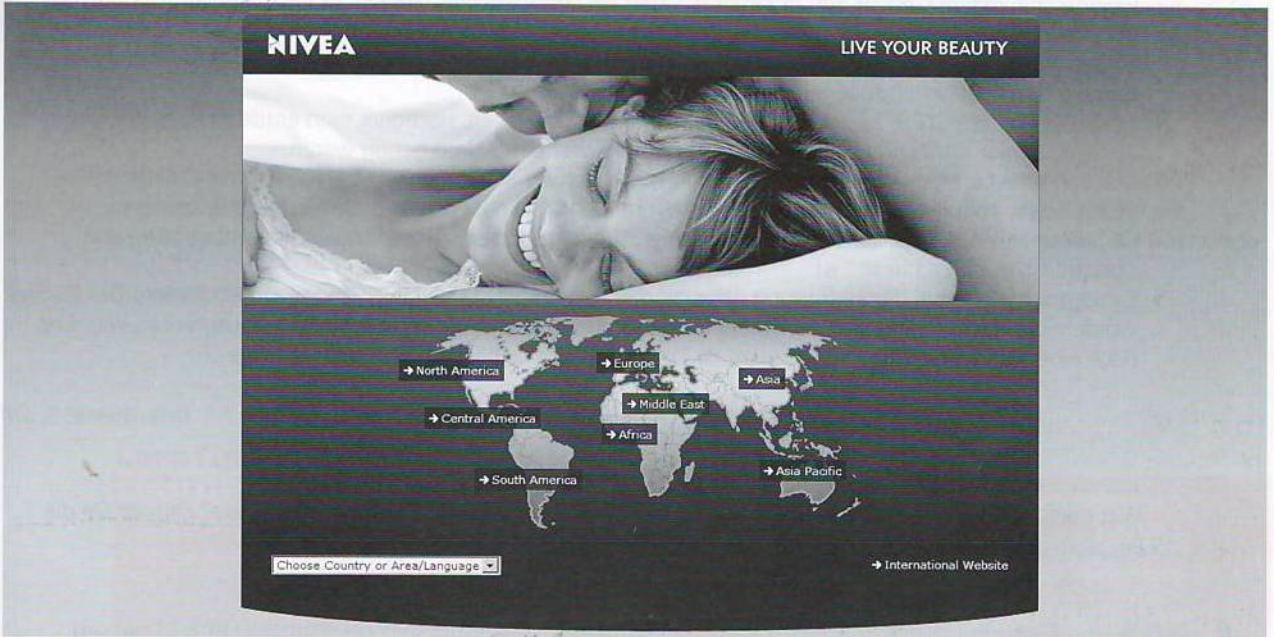 NIVEA
LIVE YOUR BEAUTY
→ North America
→ Europe
→ Asia
→ Middle East
→ Central America
→ Africa
→ Asia Pacific
→ South America
Choose Country or Area/Language
→ International Website